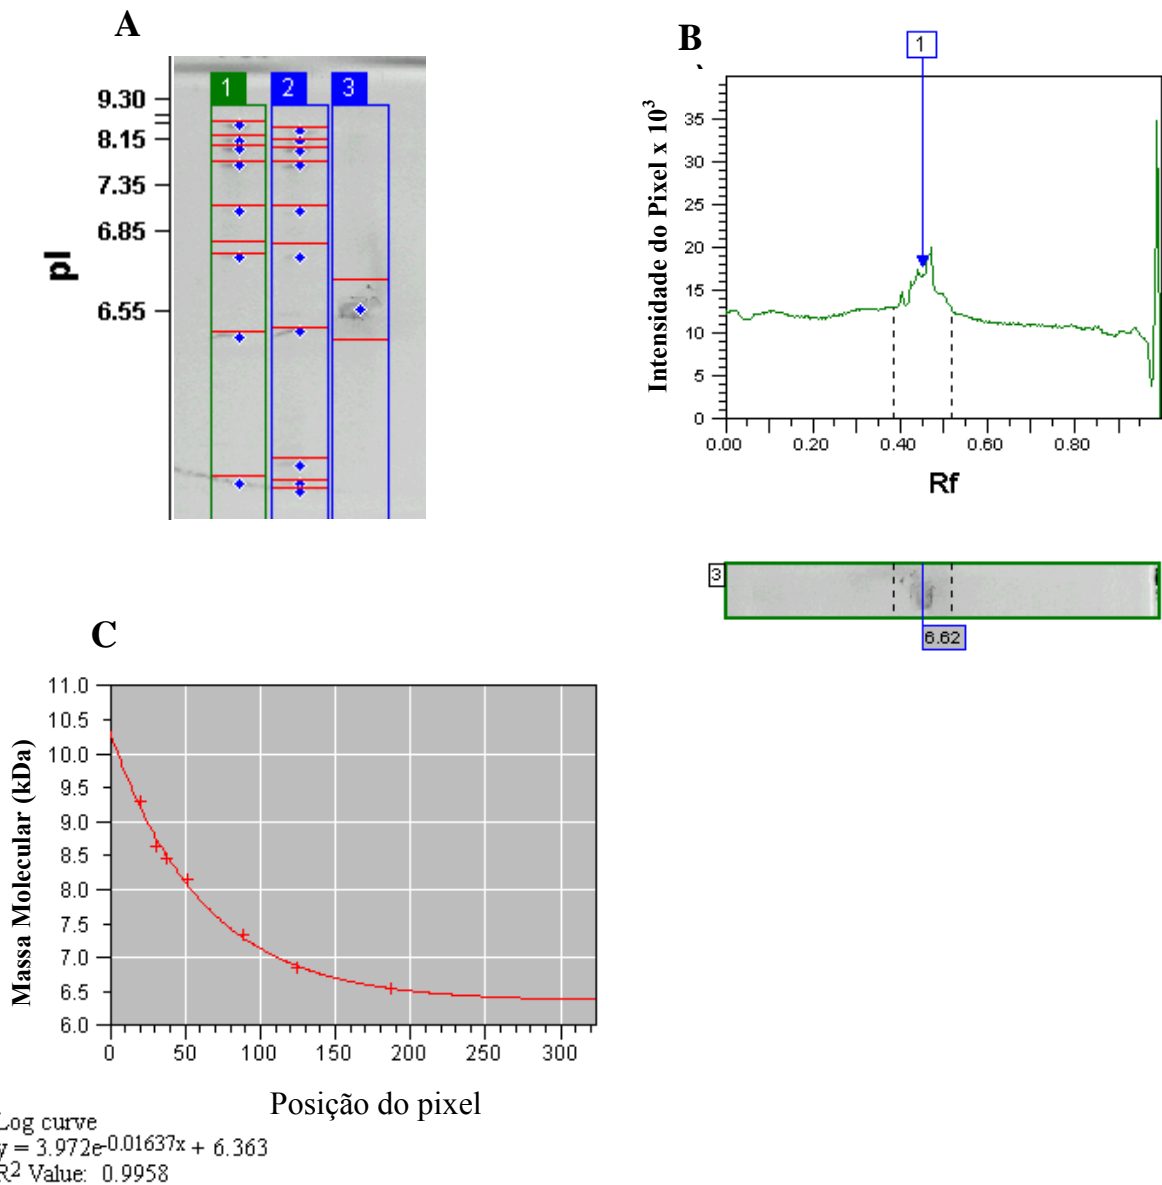 A
1
2
3
9.30
8.15
7.35
6.85
6.55
pI
B
1
Intensidade do Pixel x 10³
35
30
25
20
15
10
5
0
0.00 0.20 0.40 0.60 0.80
Rf
3
6.62
C
Massa Molecular (kDa)
11.0
10.5
10.0
9.5
9.0
8.5
8.0
7.5
7.0
6.5
6.0
0 50 100 150 200 250 300
Posição do pixel
Log curve
y = 3.972e-0.01637x + 6.363
R2 Value: 0.9958